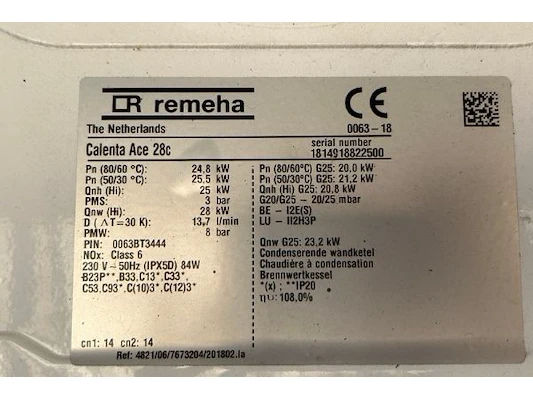 remeha
CE
The Netherlands
0063-18
Calenta Ace 28c
serial number
1814918822500
Pn (80/60 °C): 24,8 kW
Pn (50/30 °C): 25,5 kW
Qnh (Hi): 25 kW
PMS: 3 bar
Qnw (Hi): 28 kW
D (ΔT=30 K): 13,7 l/min
PMW: 8 bar
PIN: 0063BT3444
NOx: Class 6
230 V ~ 50Hz (IPX5D) 84W
B23P**, B33, C13*, C33*,
C53, C93*, C(10)3*, C(12)3*
Pn (80/60 °C) G25: 20,0 kW
Pn (50/30 °C) G25: 21,2 kW
Qnh (Hi) G25: 20,8 kW
G20/G25 - 20/25 mbar
BE - I2E(S)
LU - II2H3P
Qnw G25: 23,2 kW
Condenserende wandketel
Chaudière à condensation
Brennwertkessel
*(x) ; **IP20
ηυ: 108,0%
cn1: 14 cn2: 14
Ref: 4821/06/7673204/201802.la